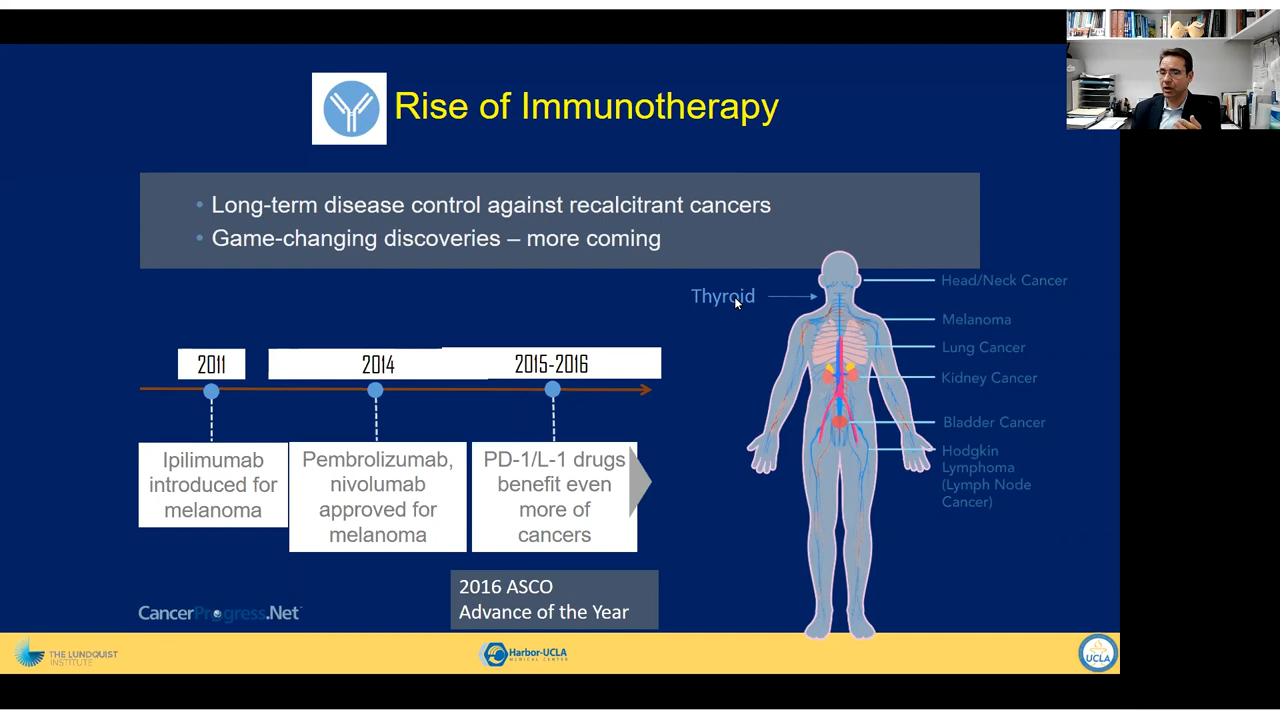 Rise of Immunotherapy
• Long-term disease control against recalcitrant cancers
• Game-changing discoveries – more coming
Thyroid
Head/Neck Cancer
Melanoma
Lung Cancer
Kidney Cancer
Bladder Cancer
Hodgkin
Lymphoma
(Lymph Node
Cancer)
2011
2014
2015-2016
Ipilimumab
introduced for
melanoma
Pembrolizumab,
nivolumab
approved for
melanoma
PD-1/L-1 drugs
benefit even
more of
cancers
2016 ASCO
Advance of the Year
CancerProgress.Net
THE LUNDQUIST
INSTITUTE
Harbor-UCLA
MEDICAL CENTER
UCLA